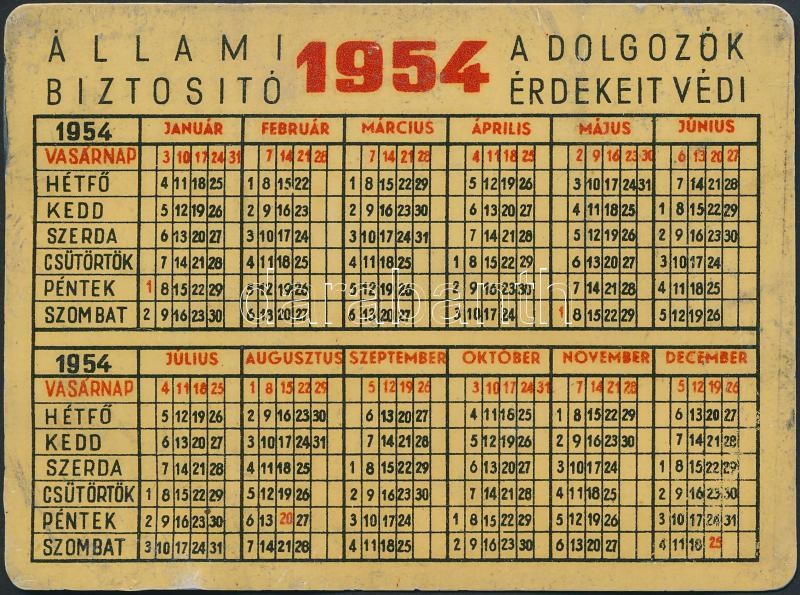 ÁLLAMI 1954 A DOLGOZÓK
BIZTOSITÓ ÉRDEKEIT VÉDI
1954 JANUÁR FEBRUÁR MÁRCIUS ÁPRILIS MÁJUS JÚNIUS
VASÁRNAP 3 10 17 24 31 7 14 21 28 7 14 21 28 4 11 18 25 2 9 16 23 30 6 13 20 27
HÉTFŐ 4 11 18 25 1 8 15 22 1 8 15 22 29 5 12 19 26 3 10 17 24 31 7 14 21 28
KEDD 5 12 19 26 2 9 16 23 2 9 16 23 30 6 13 20 27 4 11 18 25 1 8 15 22 29
SZERDA 6 13 20 27 3 10 17 24 3 10 17 24 31 7 14 21 28 5 12 19 26 2 9 16 23 30
CSÜTÖRTÖK 7 14 21 28 4 11 18 25 4 11 18 25 1 8 15 22 29 6 13 20 27 3 10 17 24
PÉNTEK 1 8 15 22 29 5 12 19 26 5 12 19 26 2 9 16 23 30 7 14 21 28 4 11 18 25
SZOMBAT 2 9 16 23 30 6 13 20 27 6 13 20 27 3 10 17 24 1 8 15 22 29 5 12 19 26
darabanth
1954 JÚLIUS AUGUSZTUS SZEPTEMBER OKTÓBER NOVEMBER DECEMBER
VASÁRNAP 4 11 18 25 1 8 15 22 29 5 12 19 26 3 10 17 24 31 7 14 21 28 5 12 19 26
HÉTFŐ 5 12 19 26 2 9 16 23 30 6 13 20 27 4 11 18 25 1 8 15 22 29 6 13 20 27
KEDD 6 13 20 27 3 10 17 24 31 7 14 21 28 5 12 19 26 2 9 16 23 30 7 14 21 28
SZERDA 7 14 21 28 4 11 18 25 1 8 15 22 29 6 13 20 27 3 10 17 24 1 8 15 22 29
CSÜTÖRTÖK 1 8 15 22 29 5 12 19 26 2 9 16 23 30 7 14 21 28 4 11 18 25 2 9 16 23 30
PÉNTEK 2 9 16 23 30 6 13 20 27 3 10 17 24 1 8 15 22 29 5 12 19 26 3 10 17 24 31
SZOMBAT 3 10 17 24 31 7 14 21 28 4 11 18 25 2 9 16 23 30 6 13 20 27 4 11 18 25